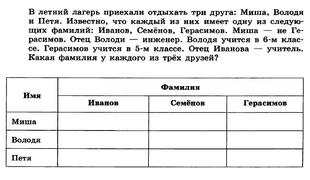 В летний лагерь приехали отдыхать три друга: Миша, Володя
и Петя. Известно, что каждый из них имеет одну из следую-
щих фамилий: Иванов, Семёнов, Герасимов. Миша — не Ге-
расимов. Отец Володи — инженер. Володя учится в 6-м клас-
се. Герасимов учится в 5-м классе. Отец Иванова — учитель.
Какая фамилия у каждого из трёх друзей?
Имя
Фамилия
Иванов Семёнов Герасимов
Миша
Володя
Петя